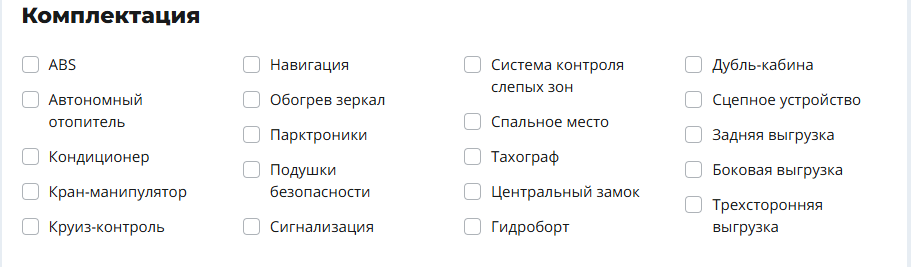 Комплектация
ABS
Автономный
отопитель
Кондиционер
Кран-манипулятор
Круиз-контроль
Навигация
Обогрев зеркал
Парктроники
Подушки
безопасности
Сигнализация
Система контроля
слепых зон
Спальное место
Тахограф
Центральный замок
Гидроборт
Дубль-кабина
Сцепное устройство
Задняя выгрузка
Боковая выгрузка
Трехсторонняя
выгрузка